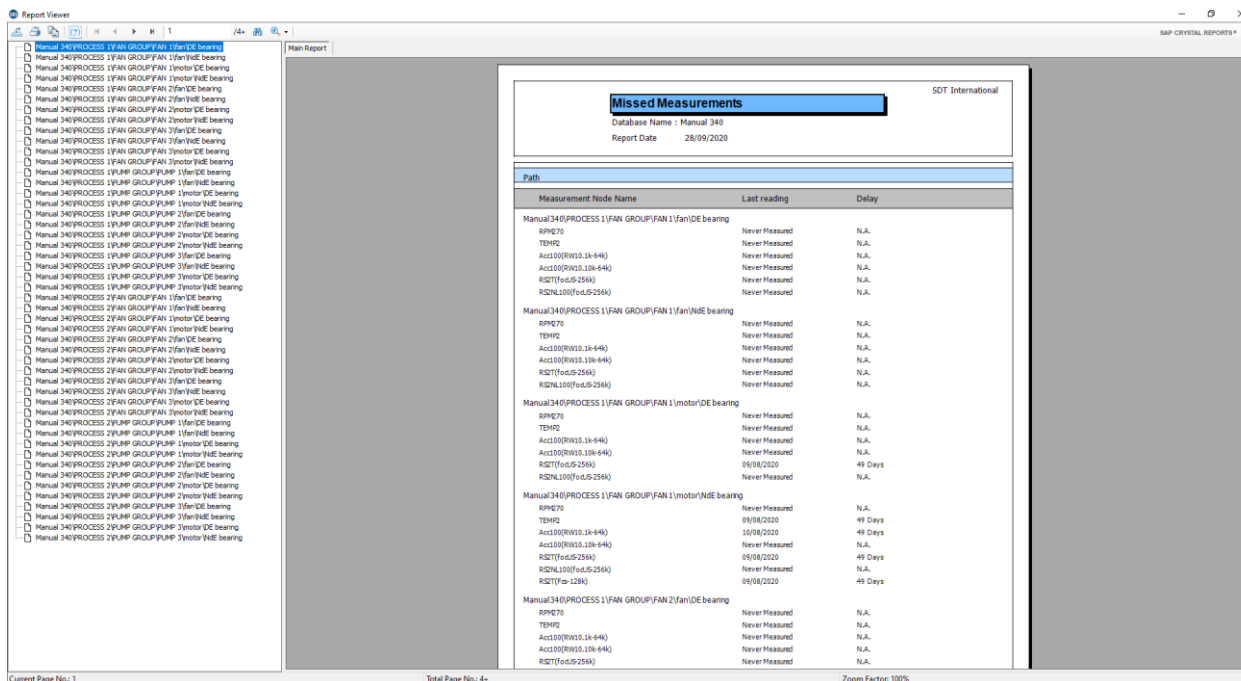 Report Viewer
1 /4+
SAP CRYSTAL REPORTS®
Manual 340\PROCESS 1\FAN GROUP\FAN 1\fan\DE bearing
Manual 340\PROCESS 1\FAN GROUP\FAN 1\fan\NdE bearing
Manual 340\PROCESS 1\FAN GROUP\FAN 1\motor\DE bearing
Manual 340\PROCESS 1\FAN GROUP\FAN 1\motor\NdE bearing
Manual 340\PROCESS 1\FAN GROUP\FAN 2\fan\DE bearing
Manual 340\PROCESS 1\FAN GROUP\FAN 2\fan\NdE bearing
Manual 340\PROCESS 1\FAN GROUP\FAN 2\motor\DE bearing
Manual 340\PROCESS 1\FAN GROUP\FAN 2\motor\NdE bearing
Manual 340\PROCESS 1\FAN GROUP\FAN 3\fan\DE bearing
Manual 340\PROCESS 1\FAN GROUP\FAN 3\fan\NdE bearing
Manual 340\PROCESS 1\FAN GROUP\FAN 3\motor\DE bearing
Manual 340\PROCESS 1\FAN GROUP\FAN 3\motor\NdE bearing
Manual 340\PROCESS 1\PUMP GROUP\PUMP 1\fan\DE bearing
Manual 340\PROCESS 1\PUMP GROUP\PUMP 1\fan\NdE bearing
Manual 340\PROCESS 1\PUMP GROUP\PUMP 1\motor\DE bearing
Manual 340\PROCESS 1\PUMP GROUP\PUMP 1\motor\NdE bearing
Manual 340\PROCESS 1\PUMP GROUP\PUMP 2\fan\DE bearing
Manual 340\PROCESS 1\PUMP GROUP\PUMP 2\fan\NdE bearing
Manual 340\PROCESS 1\PUMP GROUP\PUMP 2\motor\DE bearing
Manual 340\PROCESS 1\PUMP GROUP\PUMP 2\motor\NdE bearing
Manual 340\PROCESS 1\PUMP GROUP\PUMP 3\fan\DE bearing
Manual 340\PROCESS 1\PUMP GROUP\PUMP 3\fan\NdE bearing
Manual 340\PROCESS 1\PUMP GROUP\PUMP 3\motor\DE bearing
Manual 340\PROCESS 1\PUMP GROUP\PUMP 3\motor\NdE bearing
Manual 340\PROCESS 2\FAN GROUP\FAN 1\fan\DE bearing
Manual 340\PROCESS 2\FAN GROUP\FAN 1\fan\NdE bearing
Manual 340\PROCESS 2\FAN GROUP\FAN 1\motor\DE bearing
Manual 340\PROCESS 2\FAN GROUP\FAN 1\motor\NdE bearing
Manual 340\PROCESS 2\FAN GROUP\FAN 2\fan\DE bearing
Manual 340\PROCESS 2\FAN GROUP\FAN 2\fan\NdE bearing
Manual 340\PROCESS 2\FAN GROUP\FAN 2\motor\DE bearing
Manual 340\PROCESS 2\FAN GROUP\FAN 2\motor\NdE bearing
Manual 340\PROCESS 2\FAN GROUP\FAN 3\fan\DE bearing
Manual 340\PROCESS 2\FAN GROUP\FAN 3\fan\NdE bearing
Manual 340\PROCESS 2\FAN GROUP\FAN 3\motor\DE bearing
Manual 340\PROCESS 2\FAN GROUP\FAN 3\motor\NdE bearing
Manual 340\PROCESS 2\PUMP GROUP\PUMP 1\fan\DE bearing
Manual 340\PROCESS 2\PUMP GROUP\PUMP 1\fan\NdE bearing
Manual 340\PROCESS 2\PUMP GROUP\PUMP 1\motor\DE bearing
Manual 340\PROCESS 2\PUMP GROUP\PUMP 1\motor\NdE bearing
Manual 340\PROCESS 2\PUMP GROUP\PUMP 2\fan\DE bearing
Manual 340\PROCESS 2\PUMP GROUP\PUMP 2\fan\NdE bearing
Manual 340\PROCESS 2\PUMP GROUP\PUMP 2\motor\DE bearing
Manual 340\PROCESS 2\PUMP GROUP\PUMP 2\motor\NdE bearing
Manual 340\PROCESS 2\PUMP GROUP\PUMP 3\fan\DE bearing
Manual 340\PROCESS 2\PUMP GROUP\PUMP 3\fan\NdE bearing
Manual 340\PROCESS 2\PUMP GROUP\PUMP 3\motor\DE bearing
Manual 340\PROCESS 2\PUMP GROUP\PUMP 3\motor\NdE bearing
Main Report
SDT International
Missed Measurements
Database Name : Manual 340
Report Date 28/09/2020
Path
Measurement Node Name Last reading Delay
Manual340\PROCESS 1\FAN GROUP\FAN 1\fan\DE bearing
RPM270 Never Measured N.A.
TEMP2 Never Measured N.A.
Acc100(RW10.1k-64k) Never Measured N.A.
Acc100(RW10.10k-64k) Never Measured N.A.
RS2T(focUS-256k) Never Measured N.A.
RS2NL100(focUS-256k) Never Measured N.A.
Manual340\PROCESS 1\FAN GROUP\FAN 1\fan\NdE bearing
RPM270 Never Measured N.A.
TEMP2 Never Measured N.A.
Acc100(RW10.1k-64k) Never Measured N.A.
Acc100(RW10.10k-64k) Never Measured N.A.
RS2T(focUS-256k) Never Measured N.A.
RS2NL100(focUS-256k) Never Measured N.A.
Manual340\PROCESS 1\FAN GROUP\FAN 1\motor\DE bearing
RPM270 Never Measured N.A.
TEMP2 Never Measured N.A.
Acc100(RW10.1k-64k) Never Measured N.A.
Acc100(RW10.10k-64k) Never Measured N.A.
RS2T(focUS-256k) 09/08/2020 49 Days
RS2NL100(focUS-256k) Never Measured N.A.
Manual340\PROCESS 1\FAN GROUP\FAN 1\motor\NdE bearing
RPM270 Never Measured N.A.
TEMP2 09/08/2020 49 Days
Acc100(RW10.1k-64k) 10/08/2020 49 Days
Acc100(RW10.10k-64k) Never Measured N.A.
RS2T(focUS-256k) 09/08/2020 49 Days
RS2NL100(focUS-256k) Never Measured N.A.
RS2T(Fcs-128k) 09/08/2020 49 Days
Manual340\PROCESS 1\FAN GROUP\FAN 2\fan\DE bearing
RPM270 Never Measured N.A.
TEMP2 Never Measured N.A.
Acc100(RW10.1k-64k) Never Measured N.A.
Acc100(RW10.10k-64k) Never Measured N.A.
RS2T(focUS-256k) Never Measured N.A.
Current Page No.: 1 Total Page No.: 4+ Zoom Factor: 100%